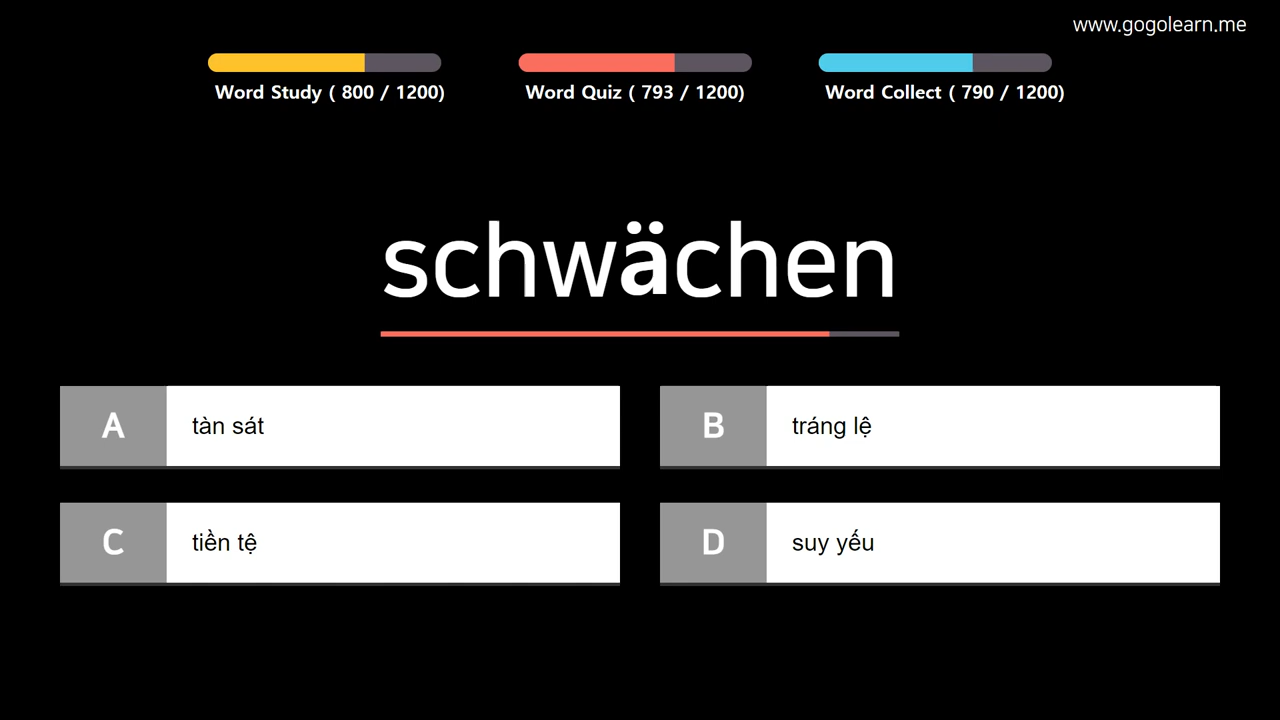 www.gogolearn.me
Word Study ( 800 / 1200)
Word Quiz ( 793 / 1200)
Word Collect ( 790 / 1200)
schwächen
A
tàn sát
B
tráng lệ
C
tiền tệ
D
suy yếu